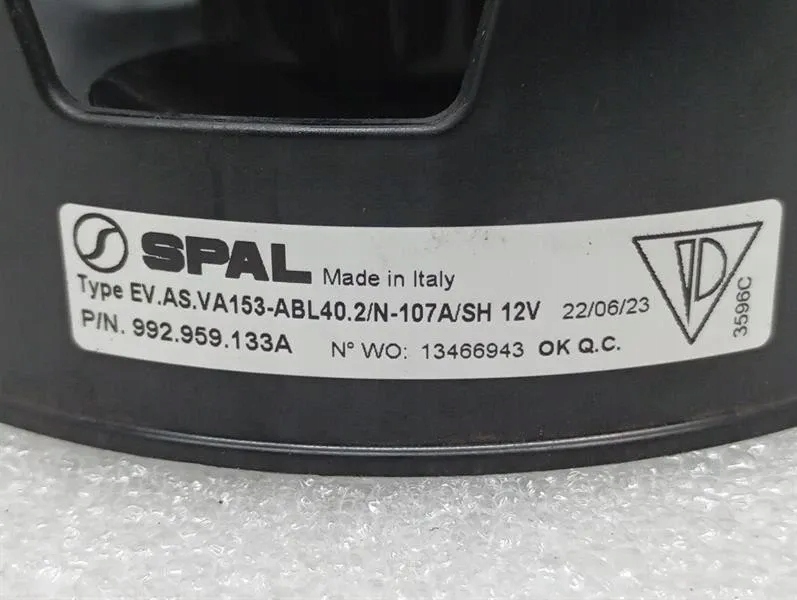 SPAL Made in Italy
Type EV.AS.VA153-ABL40.2/N-107A/SH 12V 22/06/23
P/N. 992.959.133A N° WO: 13466943 OK Q.C.
D
3596C